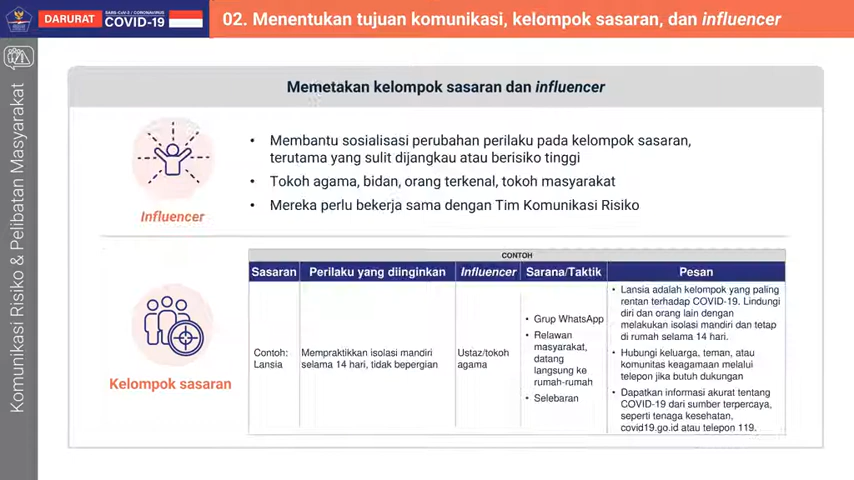 DARURAT
SARS-CoV-2 / CORONAVIRUS
COVID-19
02. Menentukan tujuan komunikasi, kelompok sasaran, dan influencer
Komunikasi Risiko & Pelibatan Masyarakat
Memetakan kelompok sasaran dan influencer
Influencer
• Membantu sosialisasi perubahan perilaku pada kelompok sasaran,
terutama yang sulit dijangkau atau berisiko tinggi
• Tokoh agama, bidan, orang terkenal, tokoh masyarakat
• Mereka perlu bekerja sama dengan Tim Komunikasi Risiko
Kelompok sasaran
CONTOH
Sasaran Perilaku yang diinginkan Influencer Sarana/Taktik Pesan
Contoh:
Lansia
Mempraktikkan isolasi mandiri
selama 14 hari, tidak bepergian
Ustaz/tokoh
agama
• Grup WhatsApp
• Relawan
masyarakat,
datang
langsung ke
rumah-rumah
• Selebaran
• Lansia adalah kelompok yang paling
rentan terhadap COVID-19. Lindungi
diri dan orang lain dengan
melakukan isolasi mandiri dan tetap
di rumah selama 14 hari.
• Hubungi keluarga, teman, atau
komunitas keagamaan melalui
telepon jika butuh dukungan
• Dapatkan informasi akurat tentang
COVID-19 dari sumber terpercaya,
seperti tenaga kesehatan,
covid19.go.id atau telepon 119.